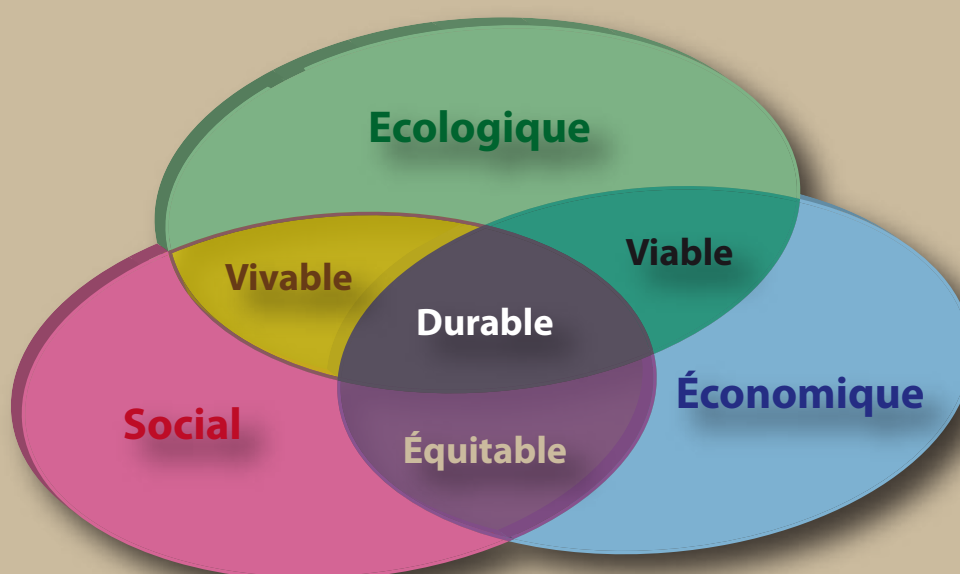 Ecologique
Vivable
Viable
Durable
Social
Économique
Équitable